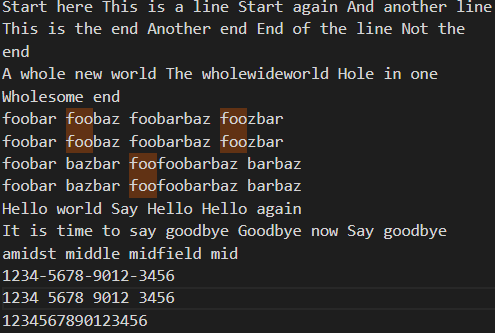 Start here This is a line Start again And another line
This is the end Another end End of the line Not the
end
A whole new world The wholewideworld Hole in one
Wholesome end
foobar foobaz foobarbaz foozbar
foobar foobaz foobarbaz foozbar
foobar bazbar foofoobarbaz barbaz
foobar bazbar foofoobarbaz barbaz
Hello world Say Hello Hello again
It is time to say goodbye Goodbye now Say goodbye
amidst middle midfield mid
1234-5678-9012-3456
1234 5678 9012 3456
1234567890123456